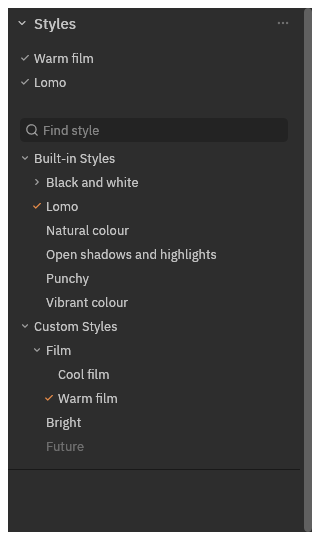 Styles
Warm film
Lomo
Find style
Built-in Styles
Black and white
Lomo
Natural colour
Open shadows and highlights
Punchy
Vibrant colour
Custom Styles
Film
Cool film
Warm film
Bright
Future